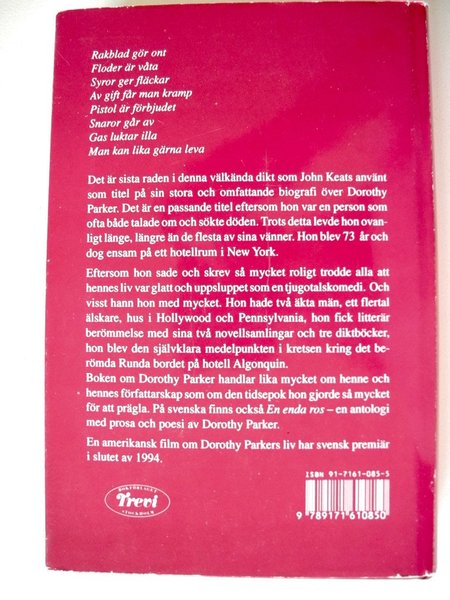 Rakblad gör ont
Floder är våta
Syror ger fläckar
Av gift får man kramp
Pistol är förbjudet
Snaror går av
Gas luktar illa
Man kan lika gärna leva
Det är sista raden i denna välkända dikt som John Keats använt
som titel på sin stora och omfattande biografi över Dorothy
Parker. Det är en passande titel eftersom hon var en person som
ofta både talade om och sökte döden. Trots detta levde hon ovan-
ligt länge, längre än de flesta av sina vänner. Hon blev 73 år och
dog ensam på ett hotellrum i New York.
Eftersom hon sade och skrev så mycket roligt trodde alla att
hennes liv var glatt och uppsluppet som en tjugotalskomedi. Och
visst hann hon med mycket. Hon hade två äkta män, ett flertal
älskare, hus i Hollywood och Pennsylvania, hon fick litterär
berömmelse med sina två novellsamlingar och tre diktböcker,
hon blev den självklara medelpunkten i kretsen kring det be-
römda Runda bordet på hotell Algonquin.
Boken om Dorothy Parker handlar lika mycket om henne och
hennes författarskap som om den tidsepok hon gjorde så mycket
för att prägla. På svenska finns också En enda ros – en antologi
med prosa och poesi av Dorothy Parker.
En amerikansk film om Dorothy Parkers liv har svensk premiär
i slutet av 1994.
ISBN 91-7161-085-5
BOKFÖRLAGET
Trevi
STOCKHOLM
9 789171 610850